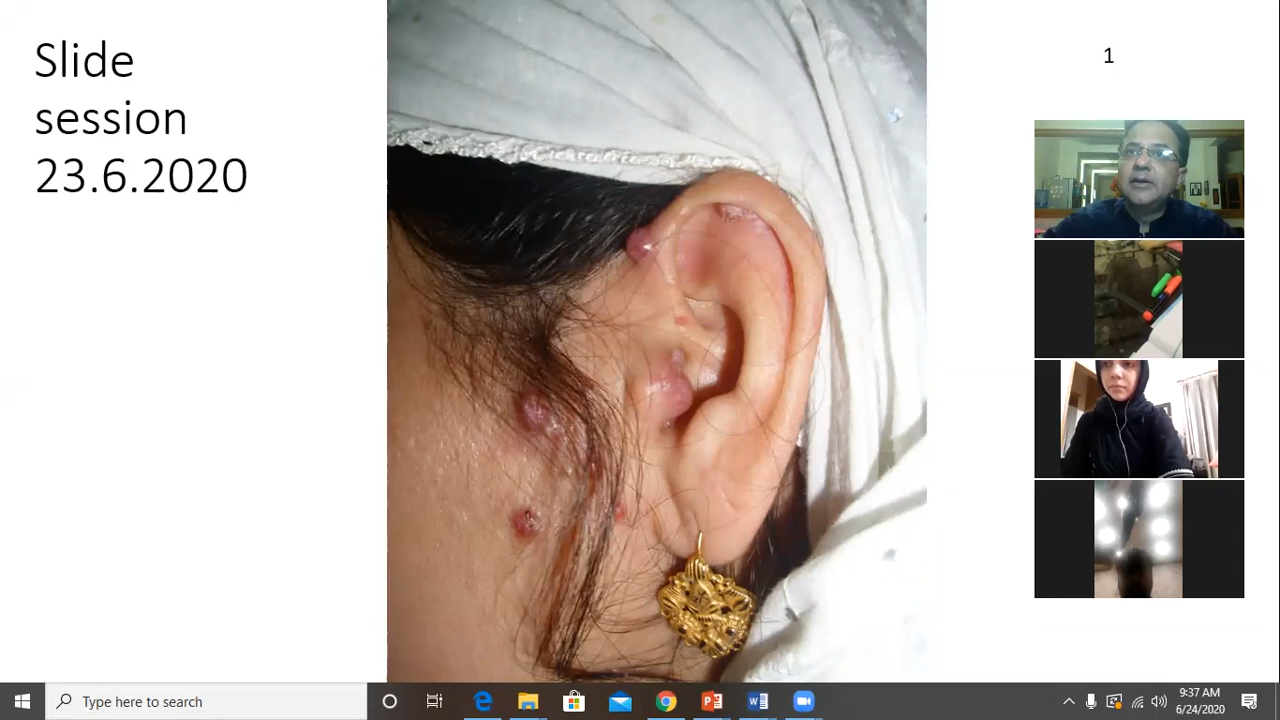 Slide
session
23.6.2020
1
Type here to search
9:37 AM
6/24/2020